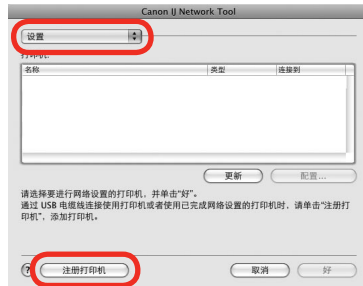 Canon IJ Network Tool
设置
打印机:
名称 类型 连接到
更新 配置...
请选择要进行网络设置的打印机，并单击“好”。
通过 USB 电缆线连接使用打印机或者使用已完成网络设置的打印机时，请单击“注册打
印机”，添加打印机。
? 注册打印机 取消 好